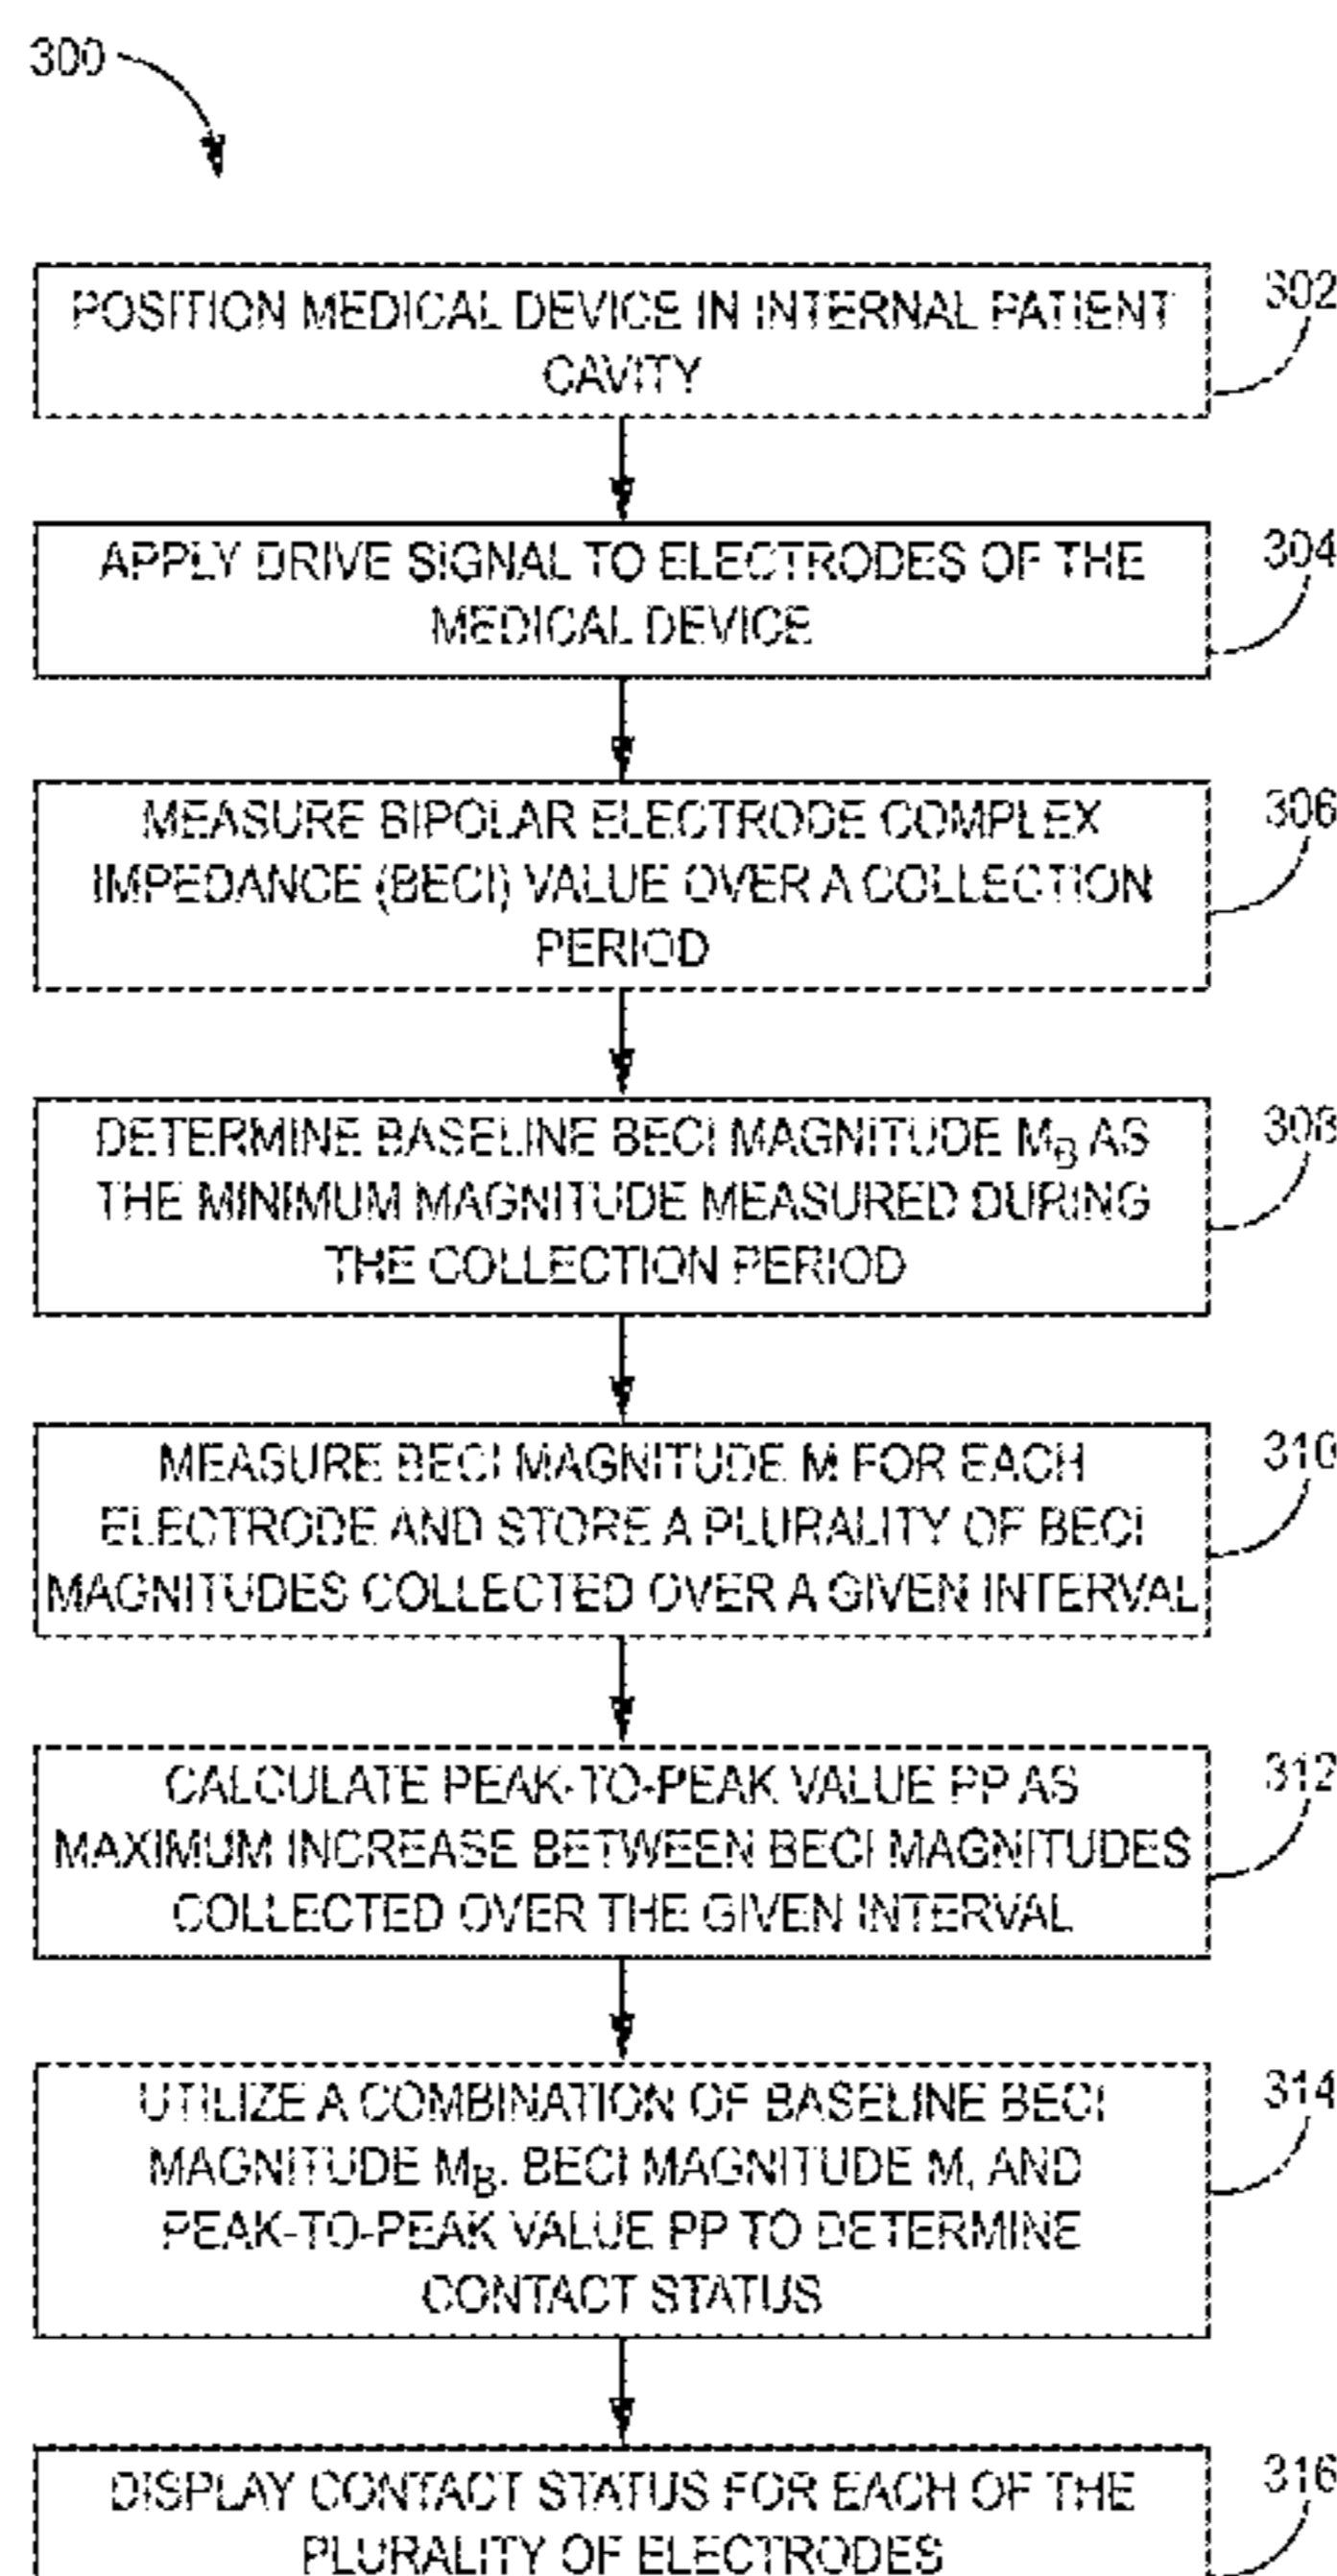 300
POSITION MEDICAL DEVICE IN INTERNAL PATIENT
CAVITY
302
APPLY DRIVE SIGNAL TO ELECTRODES OF THE
MEDICAL DEVICE
304
MEASURE BIPOLAR ELECTRODE COMPLEX
IMPEDANCE (BECI) VALUE OVER A COLLECTION
PERIOD
306
DETERMINE BASELINE BECI MAGNITUDE MB AS
THE MINIMUM MAGNITUDE MEASURED DURING
THE COLLECTION PERIOD
308
MEASURE BECI MAGNITUDE M FOR EACH
ELECTRODE AND STORE A PLURALITY OF BECI
MAGNITUDES COLLECTED OVER A GIVEN INTERVAL
310
CALCULATE PEAK-TO-PEAK VALUE PP AS
MAXIMUM INCREASE BETWEEN BECI MAGNITUDES
COLLECTED OVER THE GIVEN INTERVAL
312
UTILIZE A COMBINATION OF BASELINE BECI
MAGNITUDE MB, BECI MAGNITUDE M, AND
PEAK-TO-PEAK VALUE PP TO DETERMINE
CONTACT STATUS
314
DISPLAY CONTACT STATUS FOR EACH OF THE
PLURALITY OF ELECTRODES
316